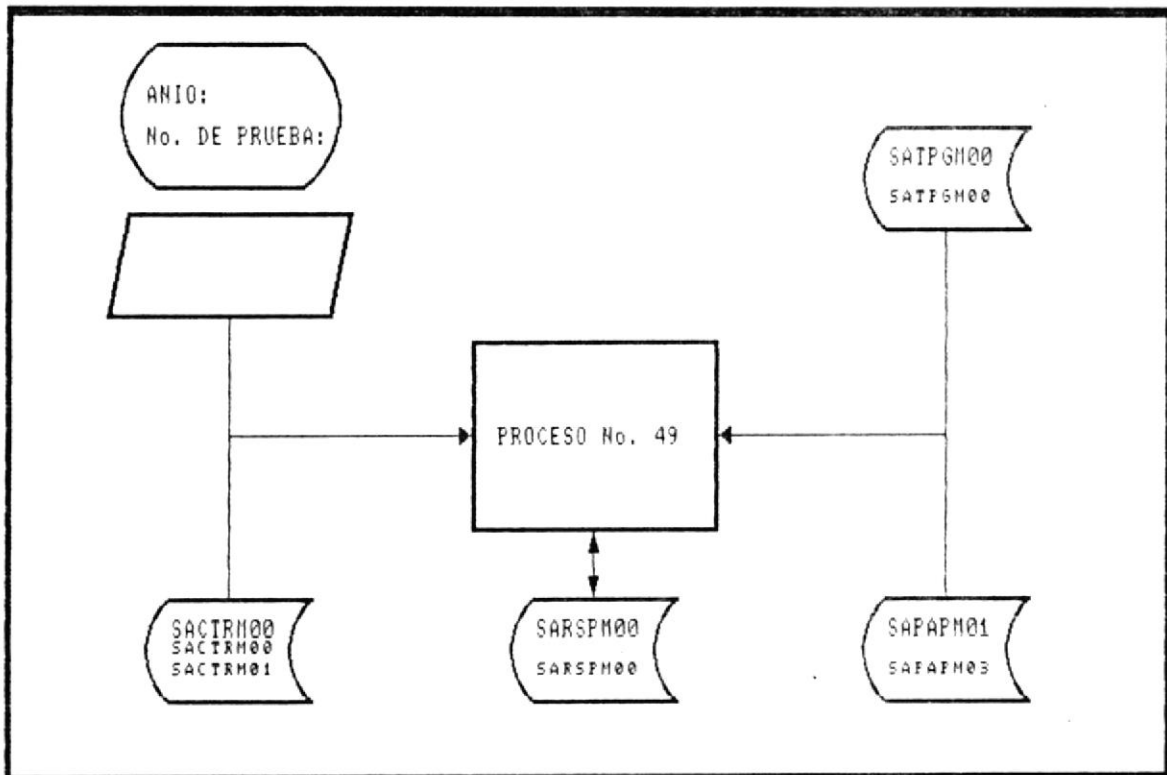 ANIO:
No. DE PRUEBA:
SATPGM00
SATPGM00
PROCESO No. 49
SACTRM00
SACTRM00
SACTRM01
SARSPM00
SARSPM00
SAPAPM01
SAPAPM03